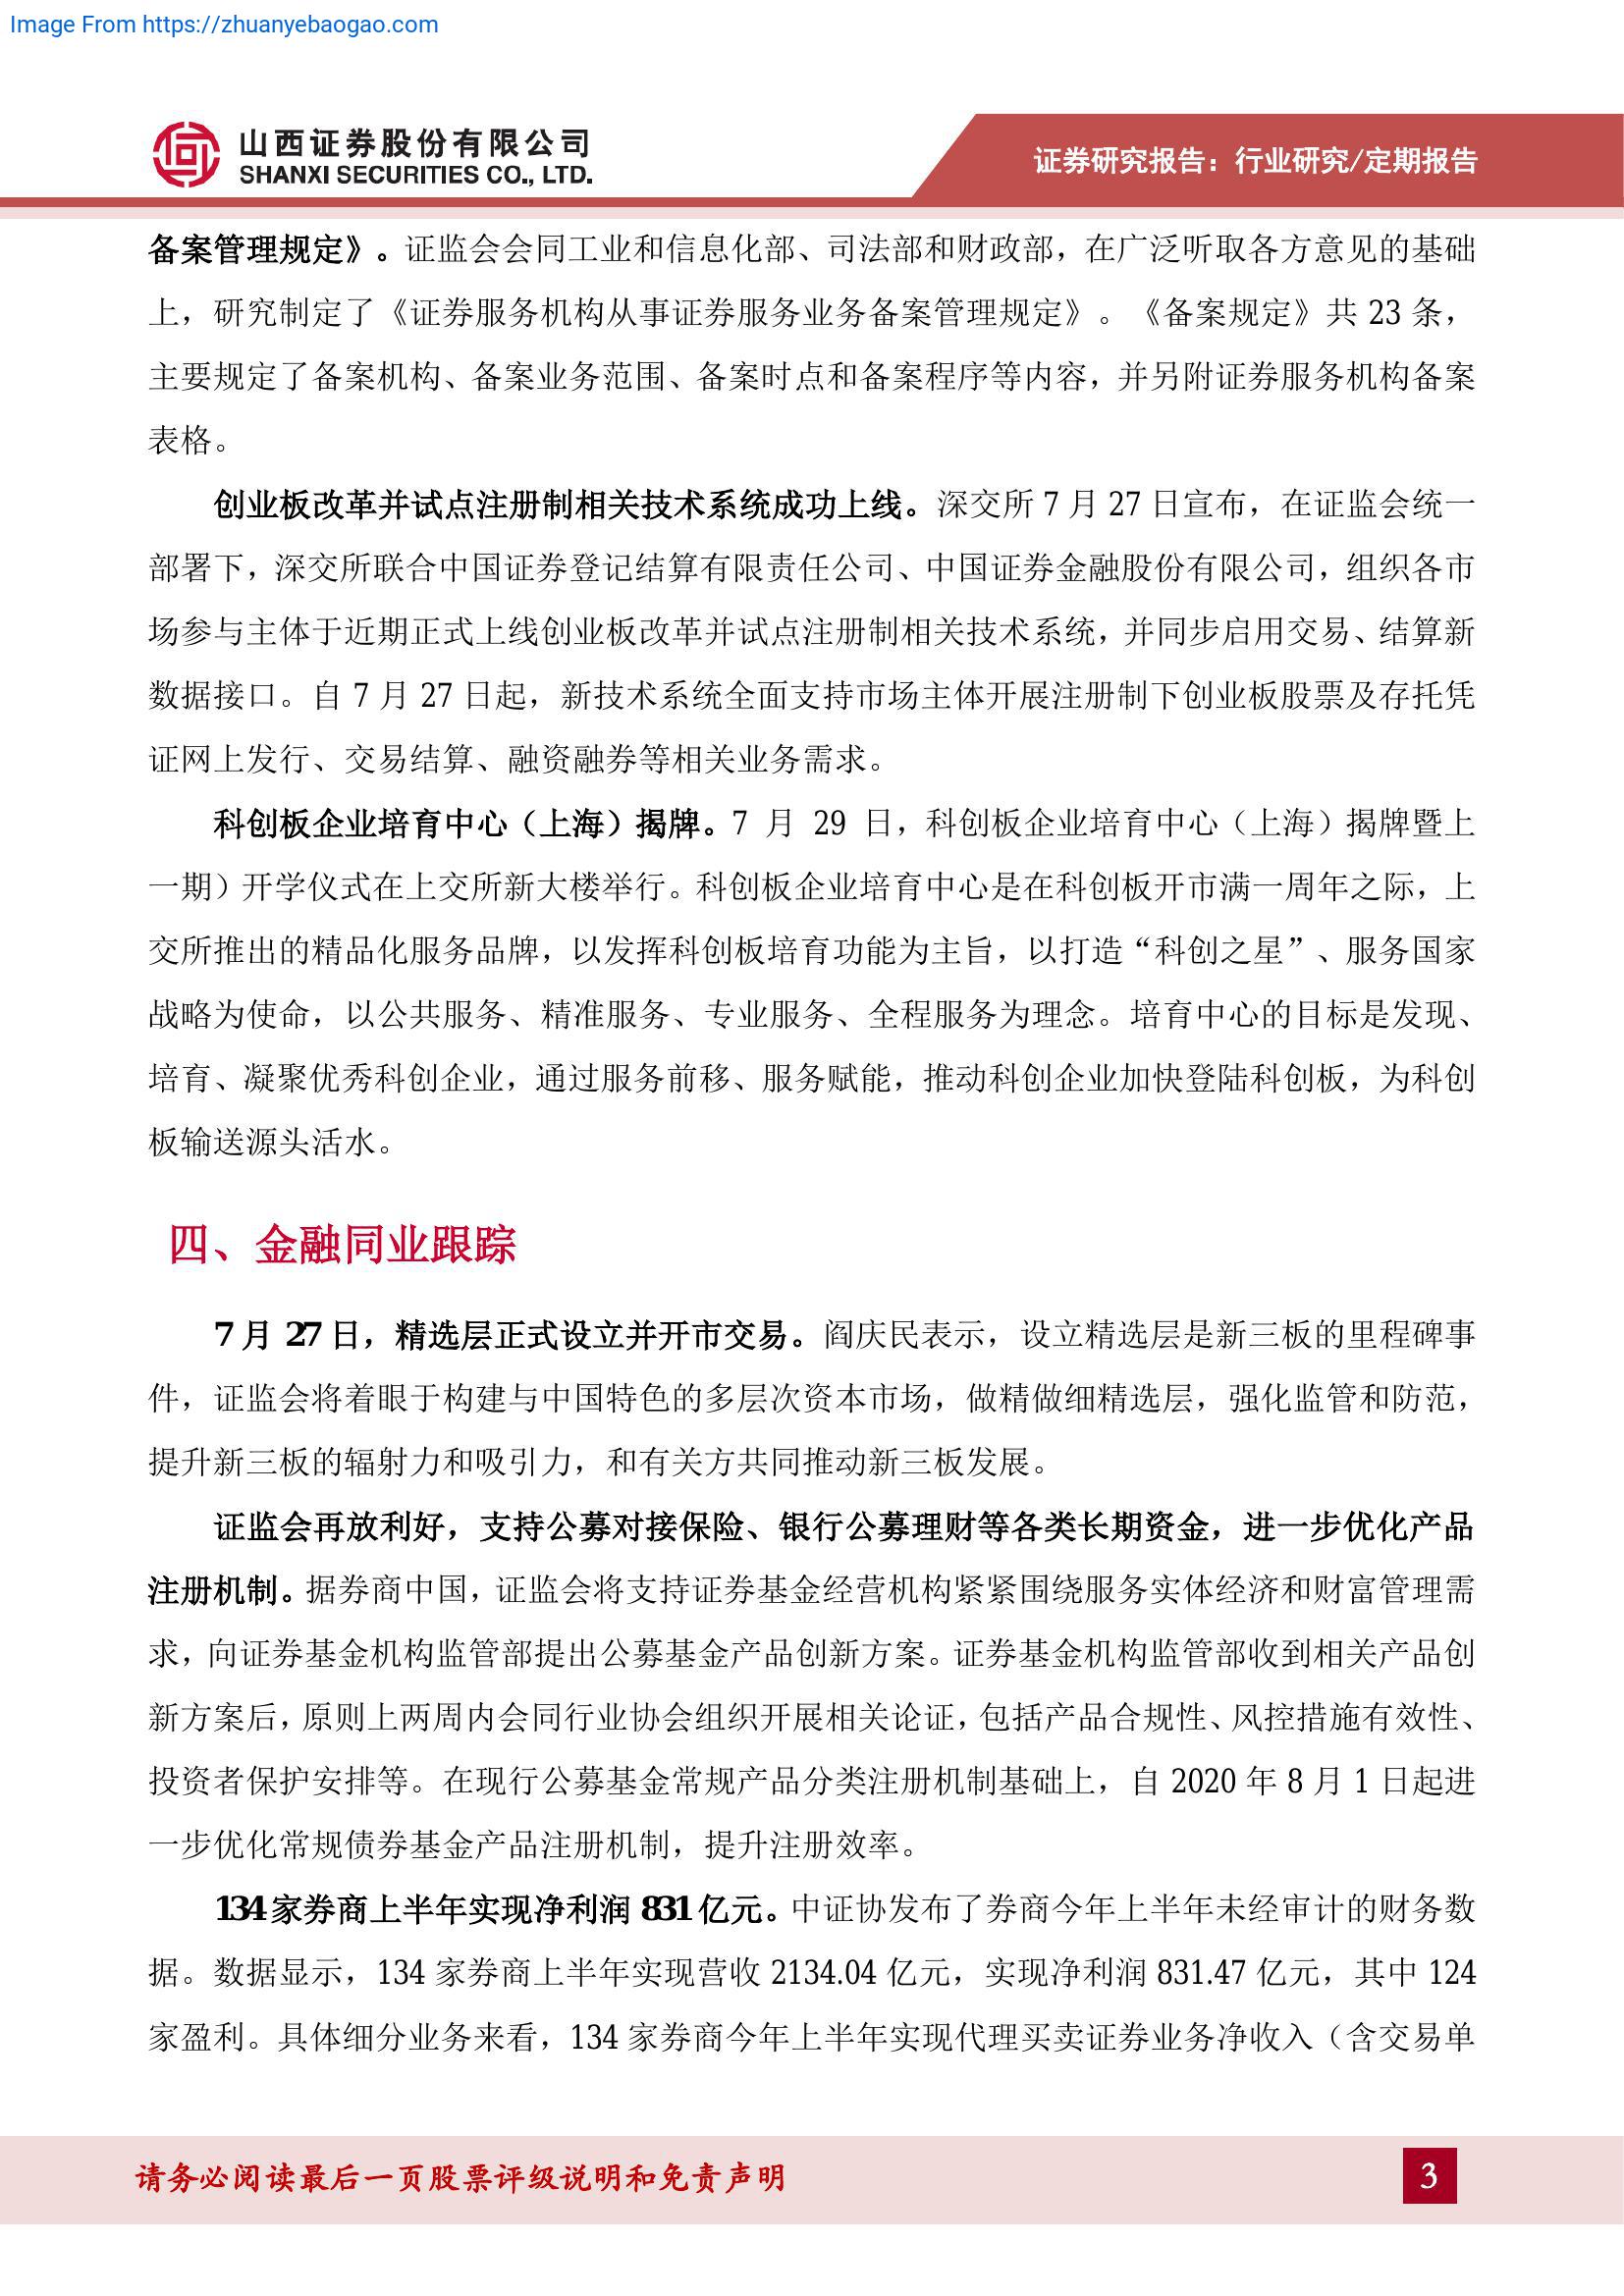 Image From https://zhuanyebaogao.com
山西证券股份有限公司
SHANXI SECURITIES CO., LTD.
证券研究报告：行业研究/定期报告
备案管理规定》。证监会会同工业和信息化部、司法部和财政部，在广泛听取各方意见的基础
上，研究制定了《证券服务机构从事证券服务业务备案管理规定》。《备案规定》共 23 条，
主要规定了备案机构、备案业务范围、备案时点和备案程序等内容，并另附证券服务机构备案
表格。
创业板改革并试点注册制相关技术系统成功上线。深交所 7 月 27 日宣布，在证监会统一
部署下，深交所联合中国证券登记结算有限责任公司、中国证券金融股份有限公司，组织各市
场参与主体于近期正式上线创业板改革并试点注册制相关技术系统，并同步启用交易、结算新
数据接口。自 7 月 27 日起，新技术系统全面支持市场主体开展注册制下创业板股票及存托凭
证网上发行、交易结算、融资融券等相关业务需求。
科创板企业培育中心（上海）揭牌。7 月 29 日，科创板企业培育中心（上海）揭牌暨上
一期）开学仪式在上交所新大楼举行。科创板企业培育中心是在科创板开市满一周年之际，上
交所推出的精品化服务品牌，以发挥科创板培育功能为主旨，以打造“科创之星”、服务国家
战略为使命，以公共服务、精准服务、专业服务、全程服务为理念。培育中心的目标是发现、
培育、凝聚优秀科创企业，通过服务前移、服务赋能，推动科创企业加快登陆科创板，为科创
板输送源头活水。
四、金融同业跟踪
7 月 27 日，精选层正式设立并开市交易。阎庆民表示，设立精选层是新三板的里程碑事
件，证监会将着眼于构建与中国特色的多层次资本市场，做精做细精选层，强化监管和防范，
提升新三板的辐射力和吸引力，和有关方共同推动新三板发展。
证监会再放利好，支持公募对接保险、银行公募理财等各类长期资金，进一步优化产品
注册机制。据券商中国，证监会将支持证券基金经营机构紧紧围绕服务实体经济和财富管理需
求，向证券基金机构监管部提出公募基金产品创新方案。证券基金机构监管部收到相关产品创
新方案后，原则上两周内会同行业协会组织开展相关论证，包括产品合规性、风控措施有效性、
投资者保护安排等。在现行公募基金常规产品分类注册机制基础上，自 2020 年 8 月 1 日起进
一步优化常规债券基金产品注册机制，提升注册效率。
134 家券商上半年实现净利润 831 亿元。中证协发布了券商今年上半年未经审计的财务数
据。数据显示，134 家券商上半年实现营收 2134.04 亿元，实现净利润 831.47 亿元，其中 124
家盈利。具体细分业务来看，134 家券商今年上半年实现代理买卖证券业务净收入（含交易单
请务必阅读最后一页股票评级说明和免责声明
3